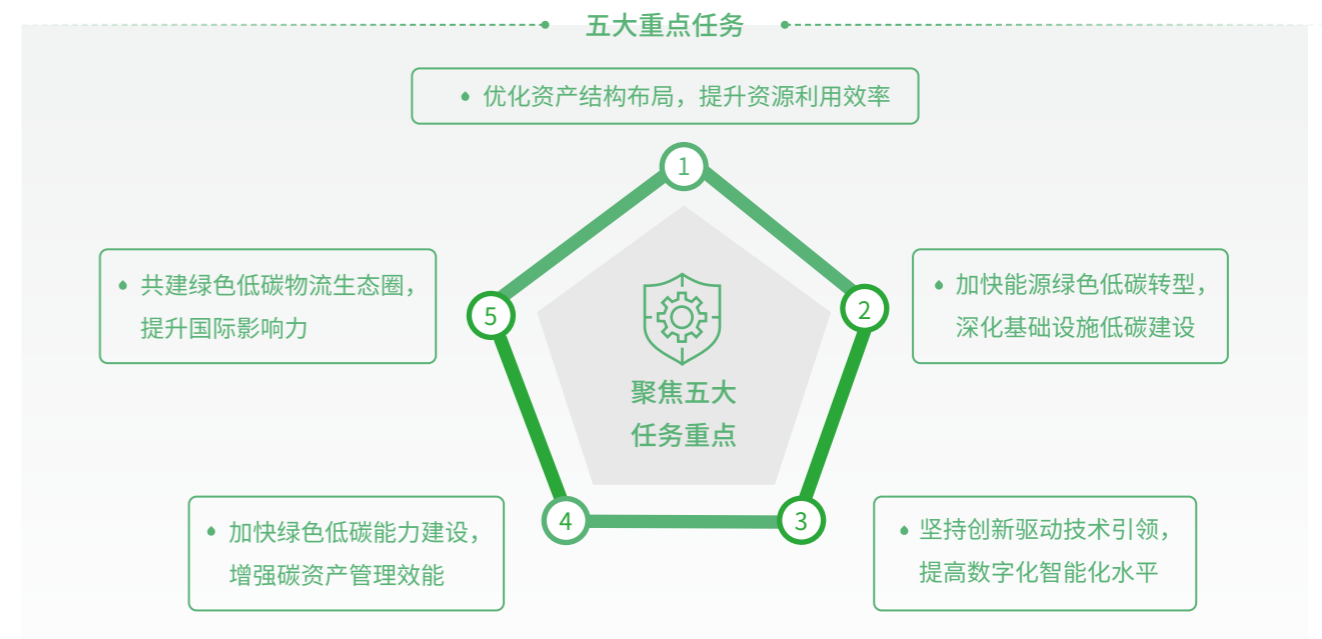 五大重点任务
优化资产结构布局，提升资源利用效率
1
共建绿色低碳物流生态圈，
提升国际影响力
加快能源绿色低碳转型，
深化基础设施低碳建设
5
2
聚焦五大
任务重点
加快绿色低碳能力建设，
增强碳资产管理效能
4
3
坚持创新驱动技术引领，
提高数字化智能化水平